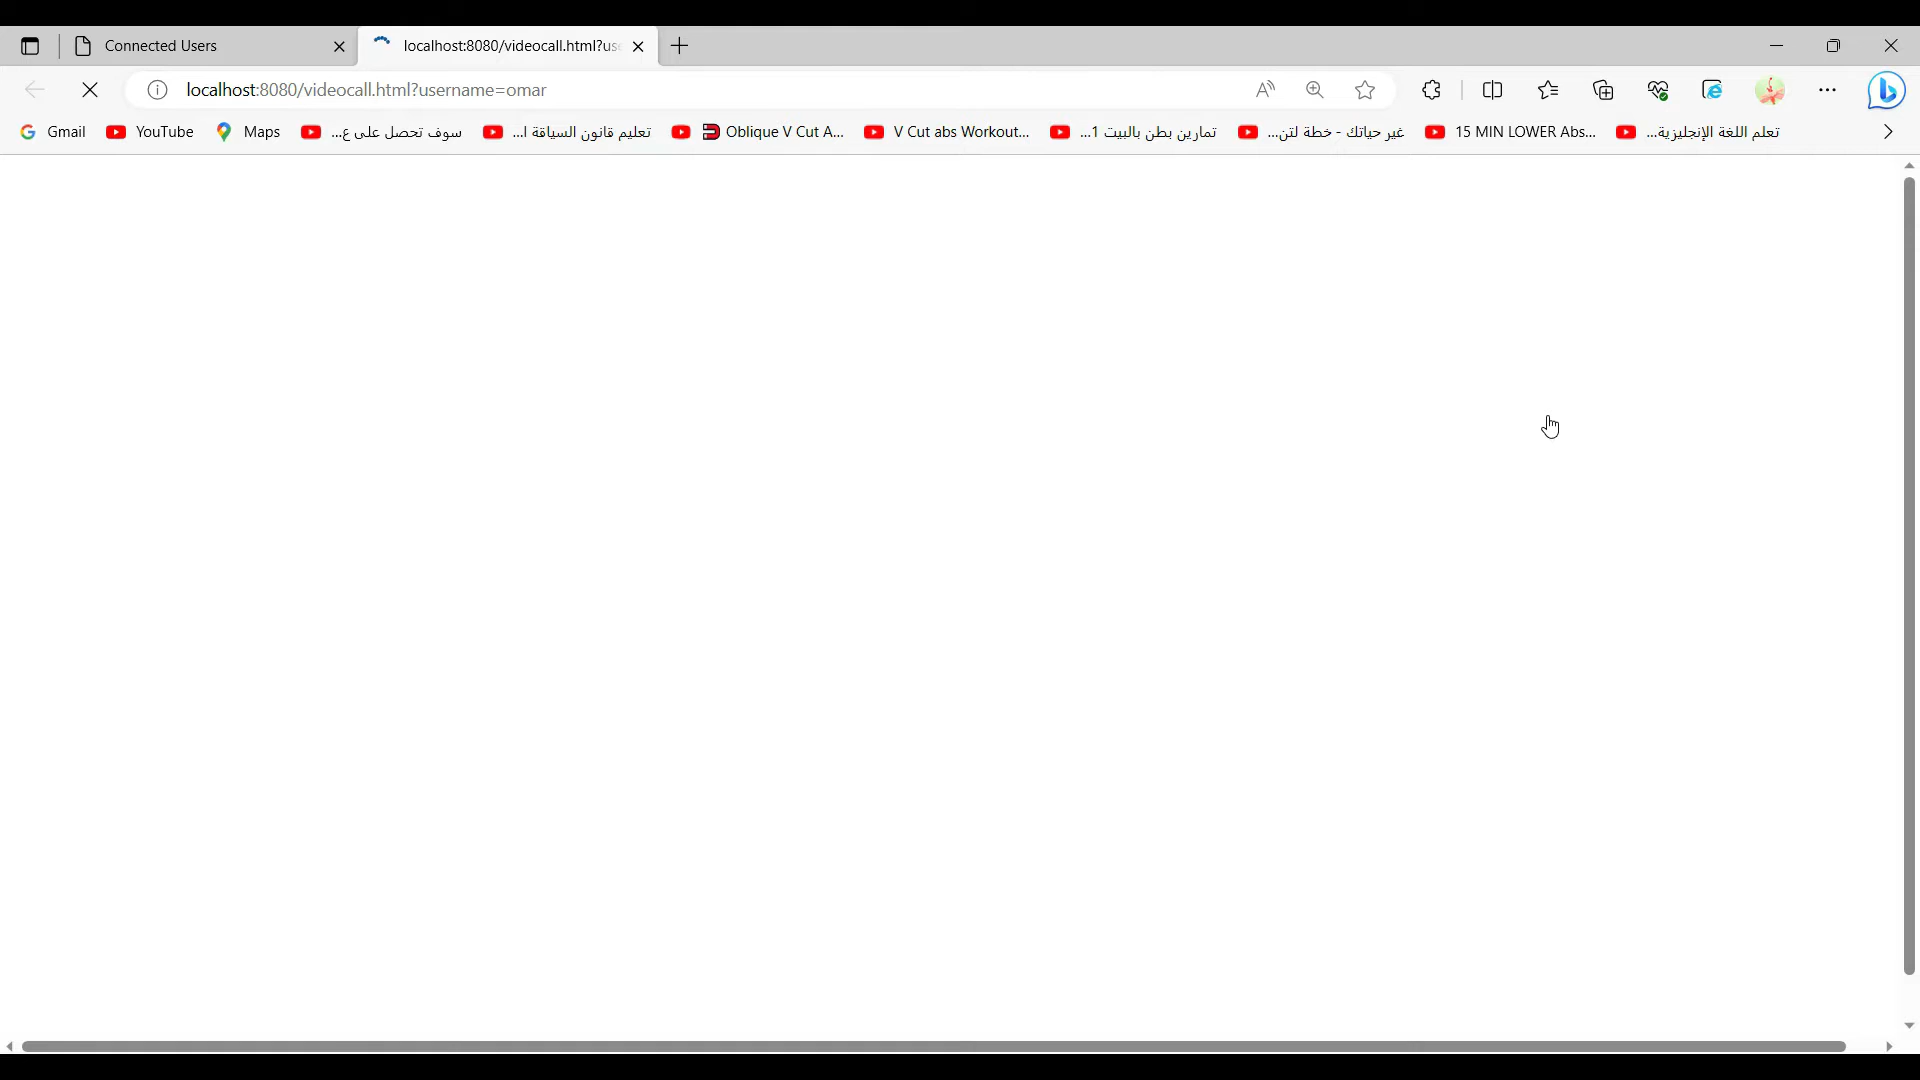 Connected Users
localhost:8080/videocall.html?use
localhost:8080/videocall.html?username=omar
Gmail
YouTube
Maps
سوف تحصل على ع...
تعليم قانون السياقة ا...
Oblique V Cut A...
V Cut abs Workout...
تمارين بطن بالبيت 1...
غير حياتك - خطة لتن...
15 MIN LOWER Abs...
تعلم اللغة الإنجليزية...